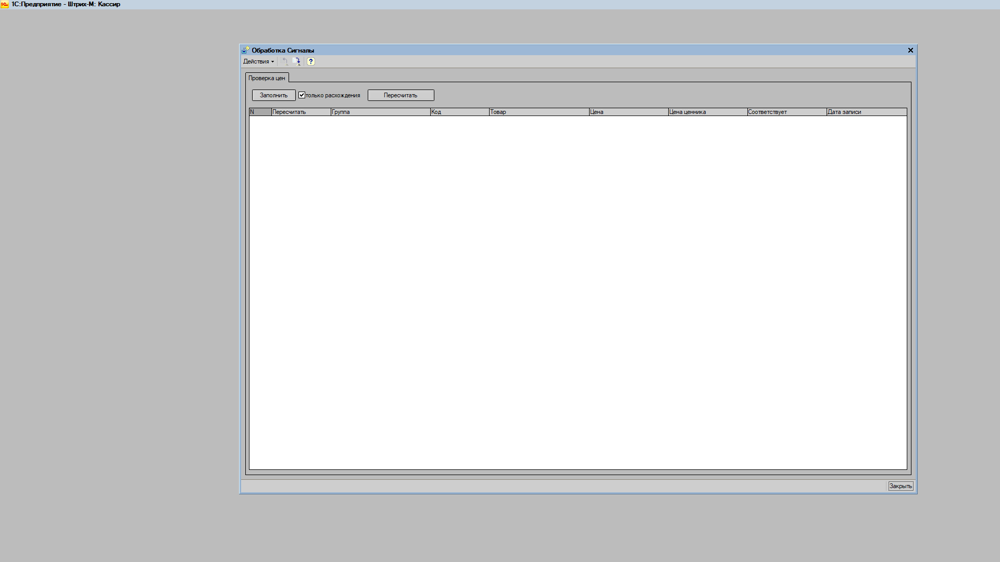 1С:Предприятие - Штрих-М: Кассир
Обработка Сигналы
Действия
Проверка цен
Заполнить только расхождения Пересчитать
N Пересчитать Группа Код Товар Цена Цена ценника Соответствует Дата записи
Закрыть